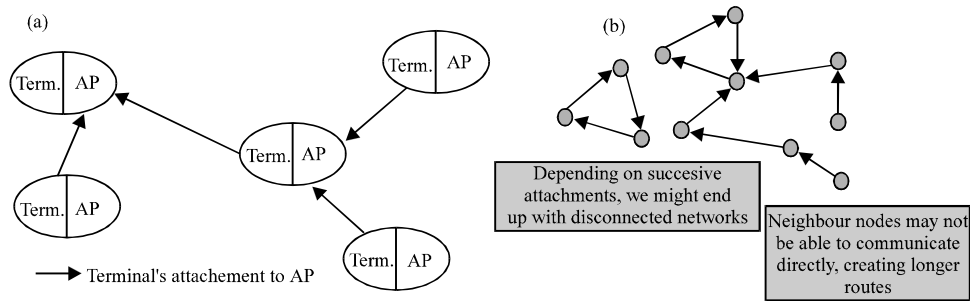 (a)
Term. AP
Term. AP
Term. AP
Term. AP
Term. AP
Terminal's attachement to AP
(b)
Depending on succesive
attachments, we might end
up with disconnected networks
Neighbour nodes may not
be able to communicate
directly, creating longer
routes